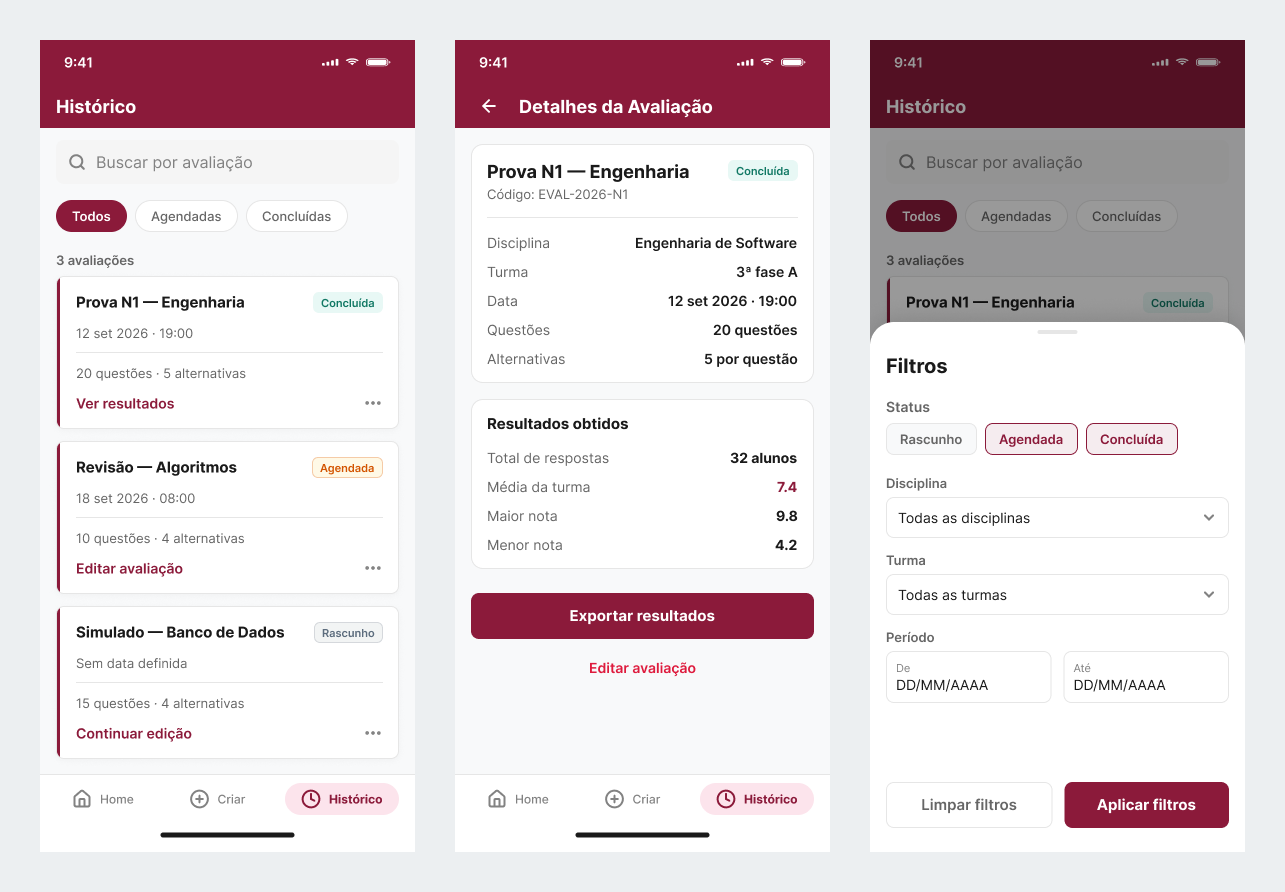 9:41
Histórico
Buscar por avaliação
Todos Agendadas Concluídas
3 avaliações
Prova N1 — Engenharia Concluída
12 set 2026 · 19:00
20 questões · 5 alternativas
Ver resultados
Revisão — Algoritmos Agendada
18 set 2026 · 08:00
10 questões · 4 alternativas
Editar avaliação
Simulado — Banco de Dados Rascunho
Sem data definida
15 questões · 4 alternativas
Continuar edição
Home Criar Histórico
9:41
Detalhes da Avaliação
Prova N1 — Engenharia Concluída
Código: EVAL-2026-N1
Disciplina Engenharia de Software
Turma 3ª fase A
Data 12 set 2026 · 19:00
Questões 20 questões
Alternativas 5 por questão
Resultados obtidos
Total de respostas 32 alunos
Média da turma 7.4
Maior nota 9.8
Menor nota 4.2
Exportar resultados
Editar avaliação
Home Criar Histórico
9:41
Histórico
Buscar por avaliação
Todos Agendadas Concluídas
3 avaliações
Prova N1 — Engenharia Concluída
Filtros
Status
Rascunho Agendada Concluída
Disciplina
Todas as disciplinas
Turma
Todas as turmas
Período
De Até
DD/MM/AAAA DD/MM/AAAA
Limpar filtros Aplicar filtros